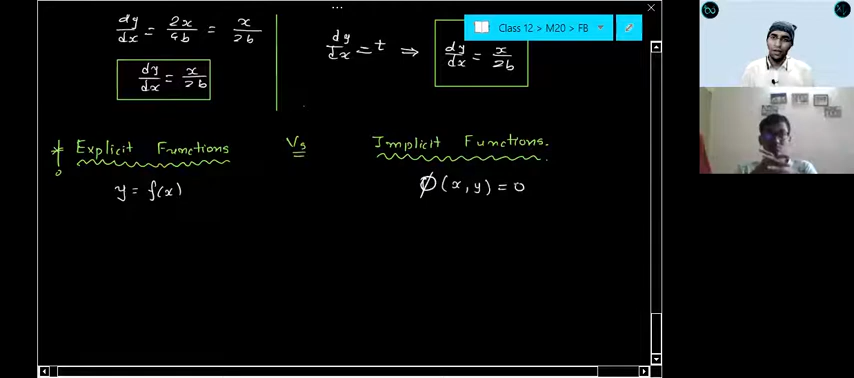 ...
Class 12 > M20 > FB
dy/dx = 2x/4b = x/2b
dy/dx = x/2b
dy/dx = t ⇒ dy/dx = x/2b
Explicit Functions Vs Implicit Functions.
y = f(x)
Ø(x, y) = 0